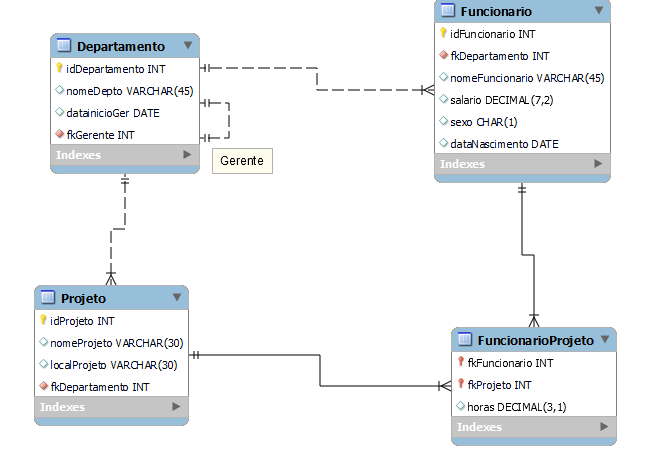 Departamento
idDepartamento INT
nomeDepto VARCHAR(45)
datainicioGer DATE
fkGerente INT
Indexes
Gerente
Funcionario
idFuncionario INT
fkDepartamento INT
nomeFuncionario VARCHAR(45)
salario DECIMAL(7,2)
sexo CHAR(1)
dataNascimento DATE
Indexes
Projeto
idProjeto INT
nomeProjeto VARCHAR(30)
localProjeto VARCHAR(30)
fkDepartamento INT
Indexes
FuncionarioProjeto
fkFuncionario INT
fkProjeto INT
horas DECIMAL(3,1)
Indexes